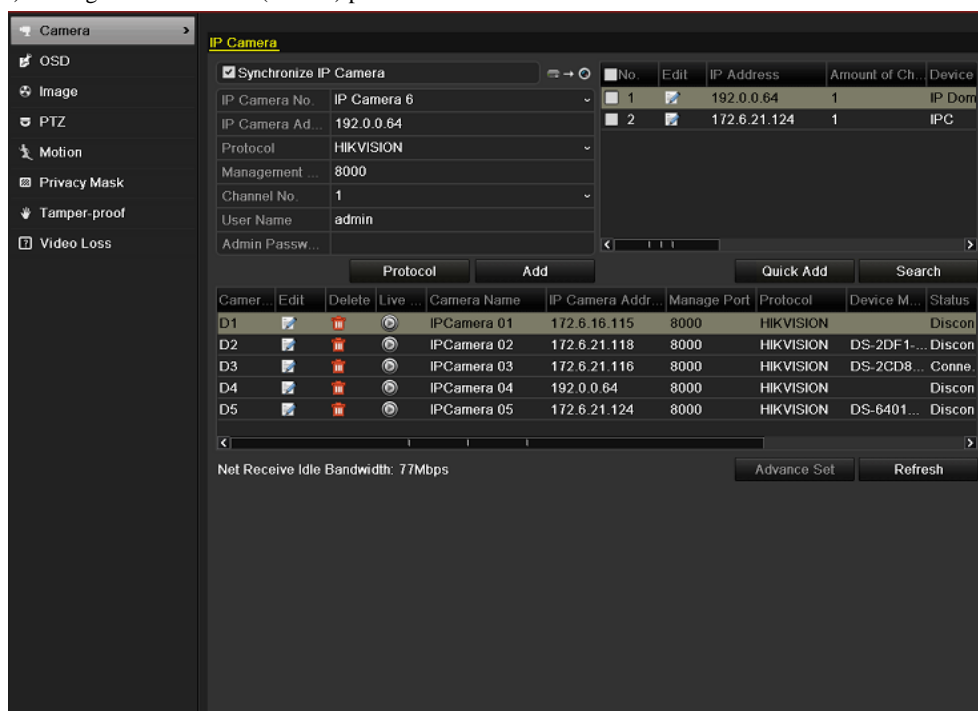 Camera
OSD
Image
PTZ
Motion
Privacy Mask
Tamper-proof
Video Loss
IP Camera
Synchronize IP Camera
IP Camera No. IP Camera 6
IP Camera Ad... 192.0.0.64
Protocol HIKVISION
Management ... 8000
Channel No. 1
User Name admin
Admin Passw...
Protocol Add
No. Edit IP Address Amount of Ch... Device
1 192.0.0.64 1 IP Dom
2 172.6.21.124 1 IPC
Quick Add Search
Camer... Edit Delete Live ... Camera Name IP Camera Addr... Manage Port Protocol Device M... Status
D1 IPCamera 01 172.6.16.115 8000 HIKVISION Discon
D2 IPCamera 02 172.6.21.118 8000 HIKVISION DS-2DF1-... Discon
D3 IPCamera 03 172.6.21.116 8000 HIKVISION DS-2CD8... Conne.
D4 IPCamera 04 192.0.0.64 8000 HIKVISION Discon
D5 IPCamera 05 172.6.21.124 8000 HIKVISION DS-6401... Discon
Net Receive Idle Bandwidth: 77Mbps
Advance Set Refresh